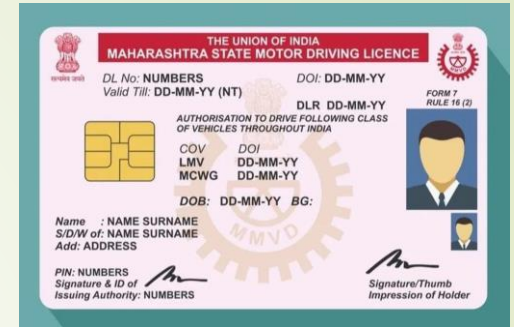 THE UNION OF INDIA
MAHARASHTRA STATE MOTOR DRIVING LICENCE
DL No: NUMBERS DOI: DD-MM-YY
Valid Till: DD-MM-YY (NT)
FORM 7
RULE 16 (2)
DLR DD-MM-YY
AUTHORISATION TO DRIVE FOLLOWING CLASS
OF VEHICLES THROUGHOUT INDIA
COV DOI
LMV DD-MM-YY
MCWG DD-MM-YY
DOB: DD-MM-YY BG:
MMVD
Name : NAME SURNAME
S/D/W of: NAME SURNAME
Add: ADDRESS
PIN: NUMBERS
Signature & ID of
Issuing Authority: NUMBERS
Signature/Thumb
Impression of Holder